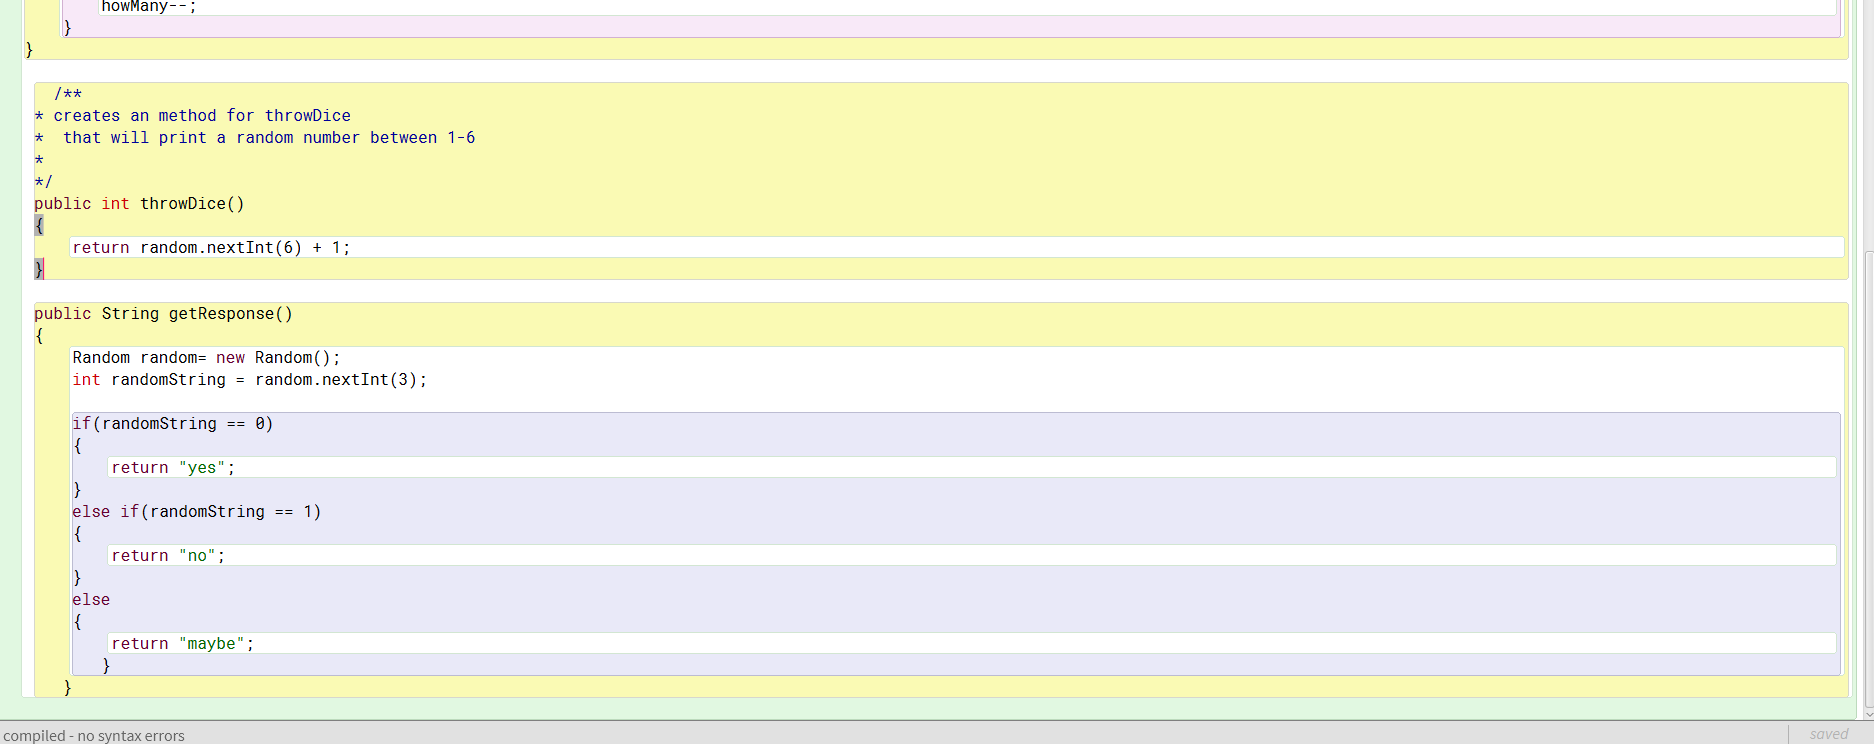 howMany--;
}
}
/**
* creates an method for throwDice
*  that will print a random number between 1-6
*
*/
public int throwDice()
{
return random.nextInt(6) + 1;
}
public String getResponse()
{
Random random= new Random();
int randomString = random.nextInt(3);
if(randomString == 0)
{
return "yes";
}
else if(randomString == 1)
{
return "no";
}
else
{
return "maybe";
}
}
compiled - no syntax errors
saved